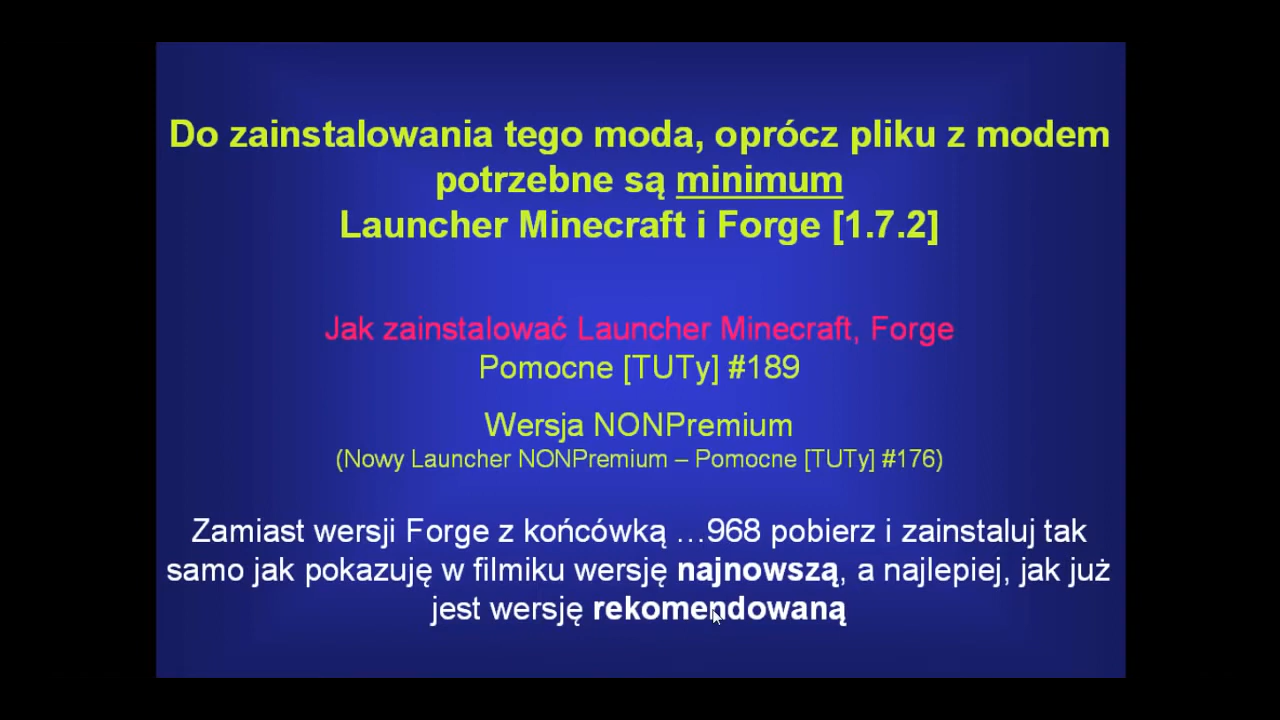 Do zainstalowania tego moda, oprócz pliku z modem
potrzebne są minimum
Launcher Minecraft i Forge [1.7.2]
Jak zainstalować Launcher Minecraft, Forge
Pomocne [TUTy] #189
Wersja NONPremium
(Nowy Launcher NONPremium – Pomocne [TUTy] #176)
Zamiast wersji Forge z końcówką …968 pobierz i zainstaluj tak
samo jak pokazuję w filmiku wersję najnowszą, a najlepiej, jak już
jest wersję rekomendowaną